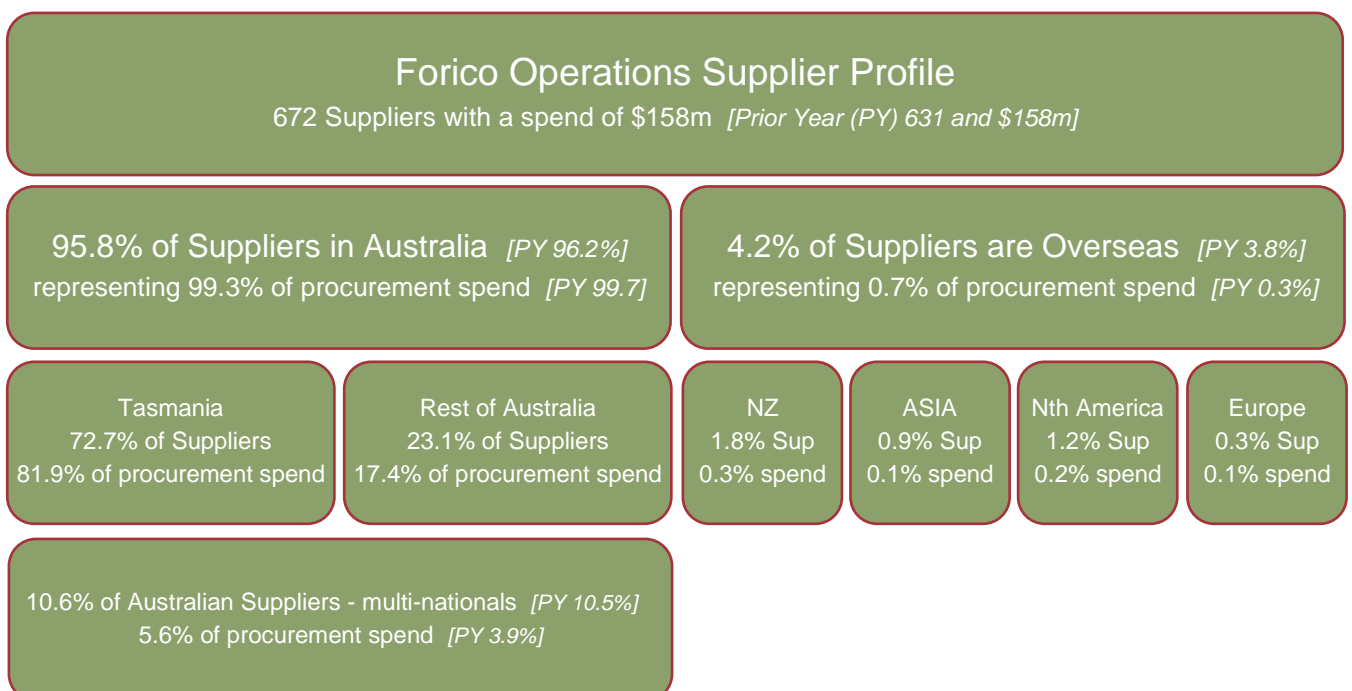 Forico Operations Supplier Profile
672 Suppliers with a spend of $158m [Prior Year (PY) 631 and $158m]
95.8% of Suppliers in Australia [PY 96.2%]
representing 99.3% of procurement spend [PY 99.7]
4.2% of Suppliers are Overseas [PY 3.8%]
representing 0.7% of procurement spend [PY 0.3%]
Tasmania
72.7% of Suppliers
81.9% of procurement spend
Rest of Australia
23.1% of Suppliers
17.4% of procurement spend
NZ
1.8% Sup
0.3% spend
ASIA
0.9% Sup
0.1% spend
Nth America
1.2% Sup
0.2% spend
Europe
0.3% Sup
0.1% spend
10.6% of Australian Suppliers - multi-nationals [PY 10.5%]
5.6% of procurement spend [PY 3.9%]